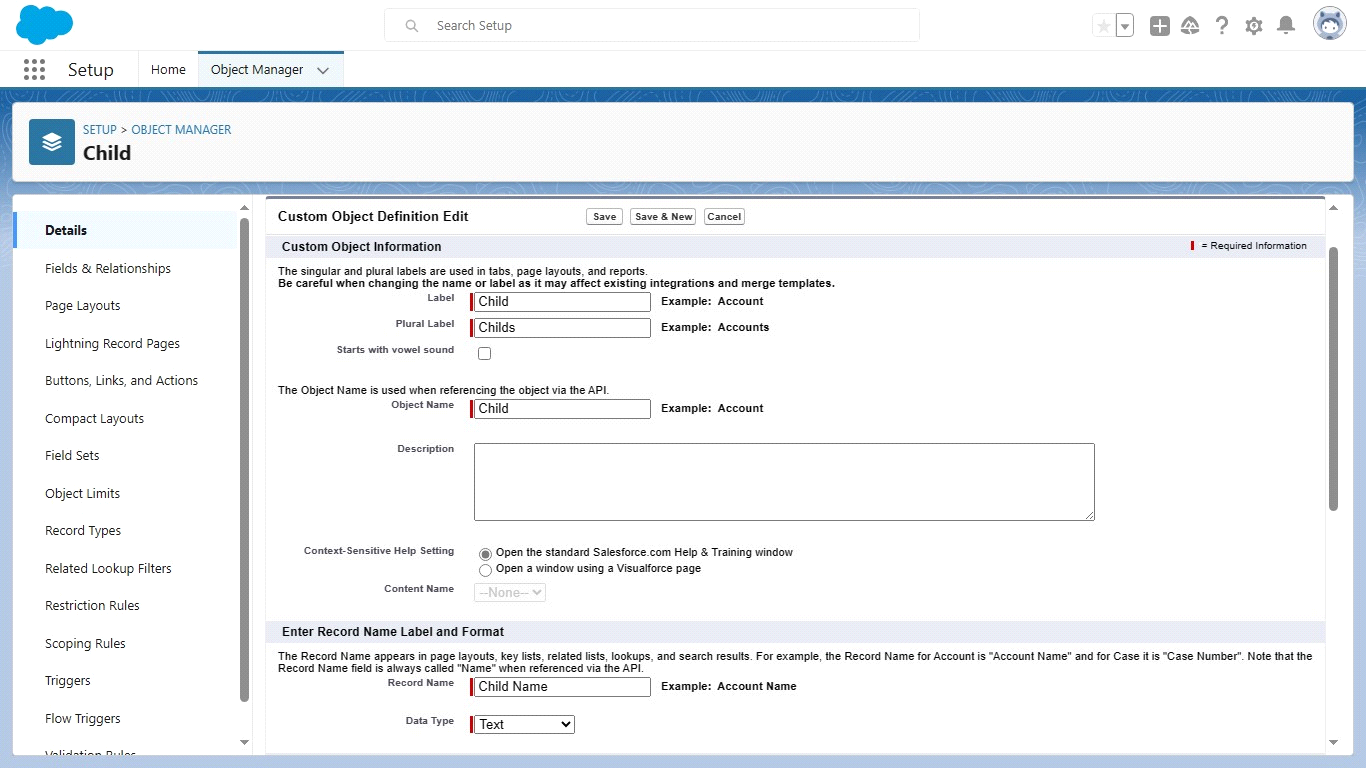 Search Setup
Setup
Home
Object Manager
SETUP > OBJECT MANAGER
Child
Details
Fields & Relationships
Page Layouts
Lightning Record Pages
Buttons, Links, and Actions
Compact Layouts
Field Sets
Object Limits
Record Types
Related Lookup Filters
Restriction Rules
Scoping Rules
Triggers
Flow Triggers
Validation Rules
Custom Object Definition Edit
Save
Save & New
Cancel
Custom Object Information
= Required Information
The singular and plural labels are used in tabs, page layouts, and reports.
Be careful when changing the name or label as it may affect existing integrations and merge templates.
Label
Child
Example: Account
Plural Label
Childs
Example: Accounts
Starts with vowel sound
The Object Name is used when referencing the object via the API.
Object Name
Child
Example: Account
Description
Context-Sensitive Help Setting
Open the standard Salesforce.com Help & Training window
Open a window using a Visualforce page
Content Name
--None--
Enter Record Name Label and Format
The Record Name appears in page layouts, key lists, related lists, lookups, and search results. For example, the Record Name for Account is "Account Name" and for Case it is "Case Number". Note that the
Record Name field is always called "Name" when referenced via the API.
Record Name
Child Name
Example: Account Name
Data Type
Text